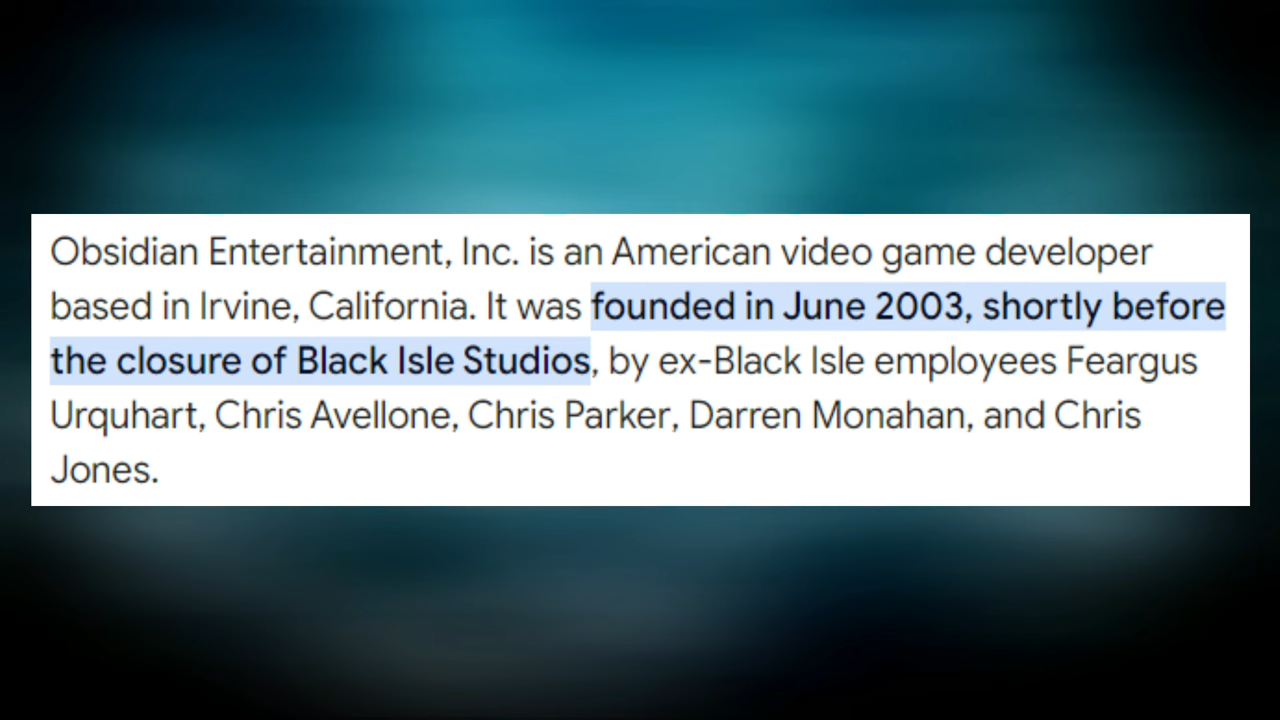 Obsidian Entertainment, Inc. is an American video game developer
based in Irvine, California. It was founded in June 2003, shortly before
the closure of Black Isle Studios, by ex-Black Isle employees Feargus
Urquhart, Chris Avellone, Chris Parker, Darren Monahan, and Chris
Jones.